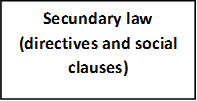 Secundary law
(directives and social
clauses)